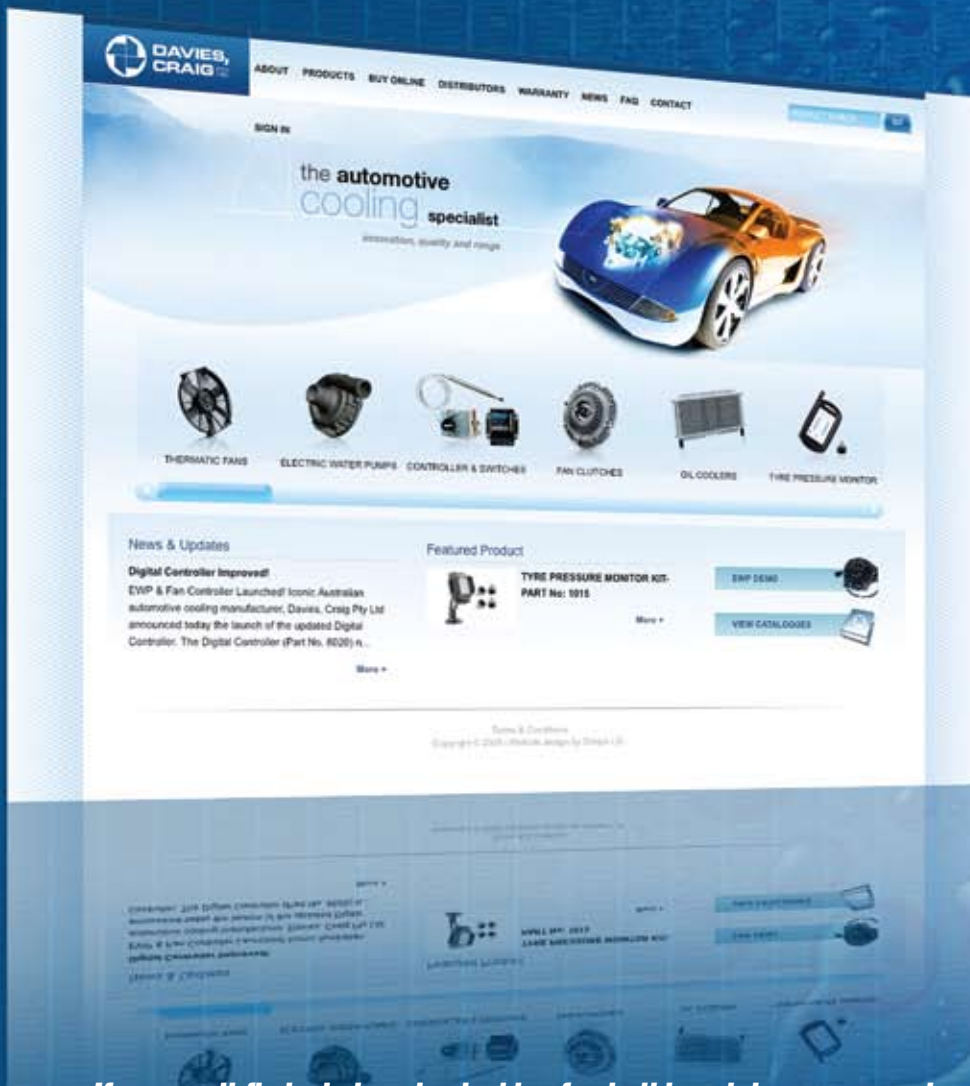 DAVIES,
CRAIG
ABOUT PRODUCTS BUY ONLINE DISTRIBUTORS WARRANTY NEWS FAQ CONTACT
SIGN IN
the automotive
cooling specialist
innovation, quality and range
THERMATIC FANS ELECTRIC WATER PUMPS CONTROLLER & SWITCHES FAN CLUTCHES OIL COOLERS TYRE PRESSURE MONITOR
News & Updates
Digital Controller Improved!
EWP & Fan Controller Launched! Iconic Australian
automotive cooling manufacturer, Davies, Craig Pty Ltd
announced today the launch of the updated Digital
Controller. The Digital Controller (Part No. 8020) n...
More +
Featured Product
TYRE PRESSURE MONITOR KIT-
PART No: 1015
More +
EWP DEMO
VIEW CATALOGUES
Terms & Conditions